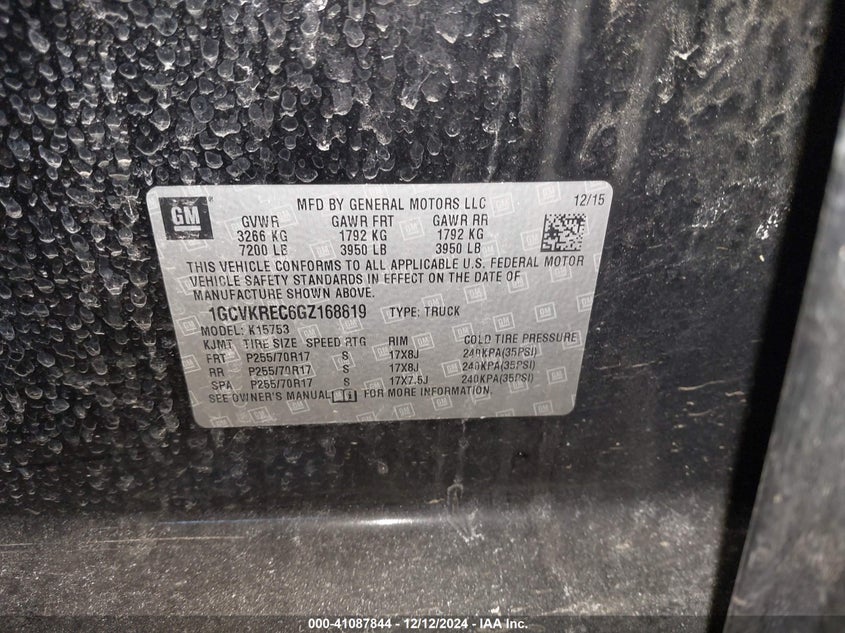 GM
MFD BY GENERAL MOTORS LLC 12/15
GVWR GAWR FRT GAWR RR
3266 KG 1792 KG 1792 KG
7200 LB 3950 LB 3950 LB
THIS VEHICLE CONFORMS TO ALL APPLICABLE U.S. FEDERAL MOTOR
VEHICLE SAFETY STANDARDS IN EFFECT ON THE DATE OF
MANUFACTURE SHOWN ABOVE.
1GCVKREC6GZ168619 TYPE: TRUCK
MODEL: K15753
KJMT TIRE SIZE SPEED RTG RIM COLD TIRE PRESSURE
FRT P255/70R17 S 17X8J 240KPA(35PSI)
RR P255/70R17 S 17X8J 240KPA(35PSI)
SPA P255/70R17 S 17X7.5J 240KPA(35PSI)
SEE OWNER'S MANUAL FOR MORE INFORMATION.
000-41087844 - 12/12/2024 - IAA Inc.